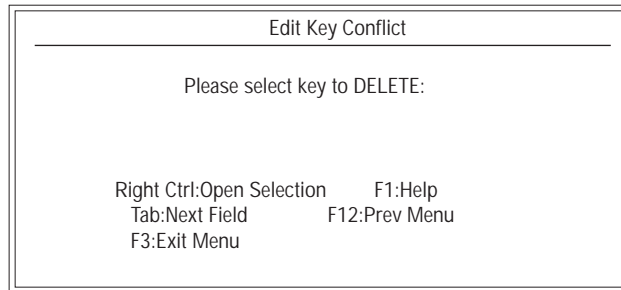 Edit Key Conflict
Please select key to DELETE:
Right Ctrl:Open Selection F1:Help
Tab:Next Field F12:Prev Menu
F3:Exit Menu